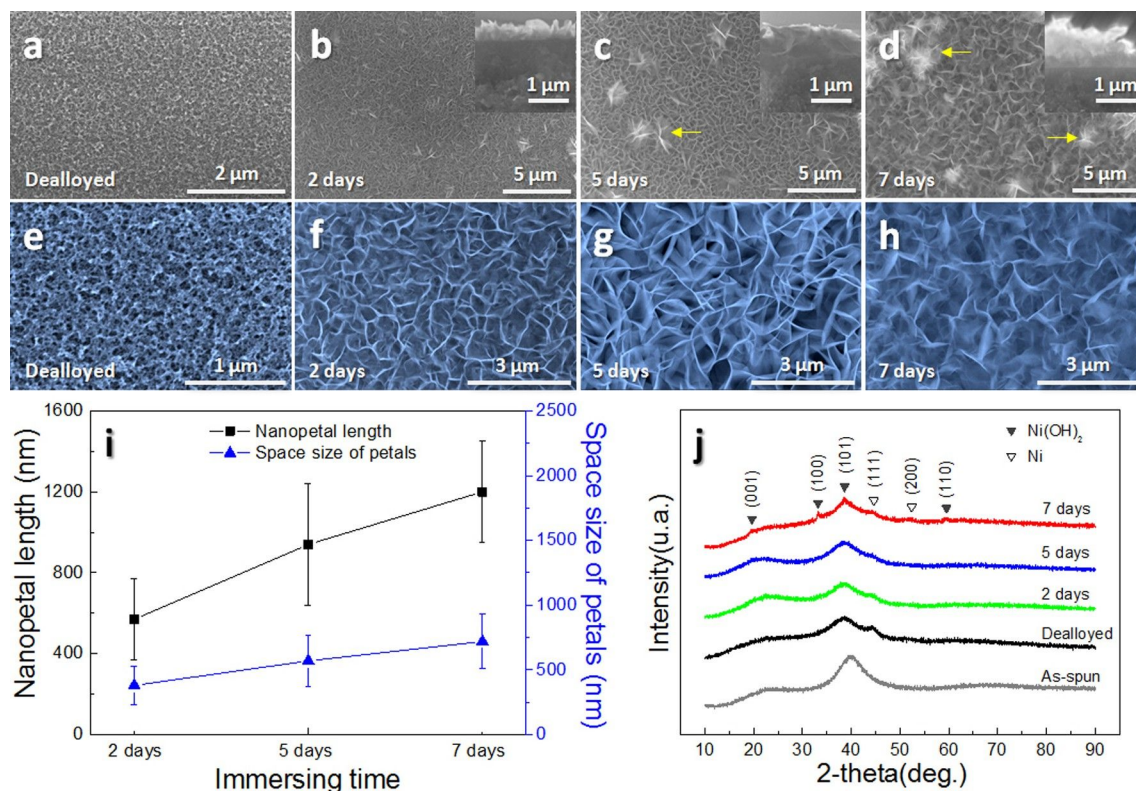 a
b
c
d
1 µm
1 µm
1 µm
Dealloyed
2 µm
2 days
5 µm
5 days
5 µm
7 days
5 µm
e
f
g
h
Dealloyed
1 µm
2 days
3 µm
5 days
3 µm
7 days
3 µm
i
Nanopetal length
Space size of petals
Nanopetal length (nm)
1600
1200
800
400
0
2500
2000
1500
1000
500
0
Space size of petals (nm)
2 days
5 days
7 days
Immersing time
j
Ni(OH)₂
Ni
(001)
(100)
(101)
(111)
(200)
(110)
7 days
5 days
2 days
Dealloyed
As-spun
Intensity(u.a.)
10
20
30
40
50
60
70
80
90
2-theta(deg.)